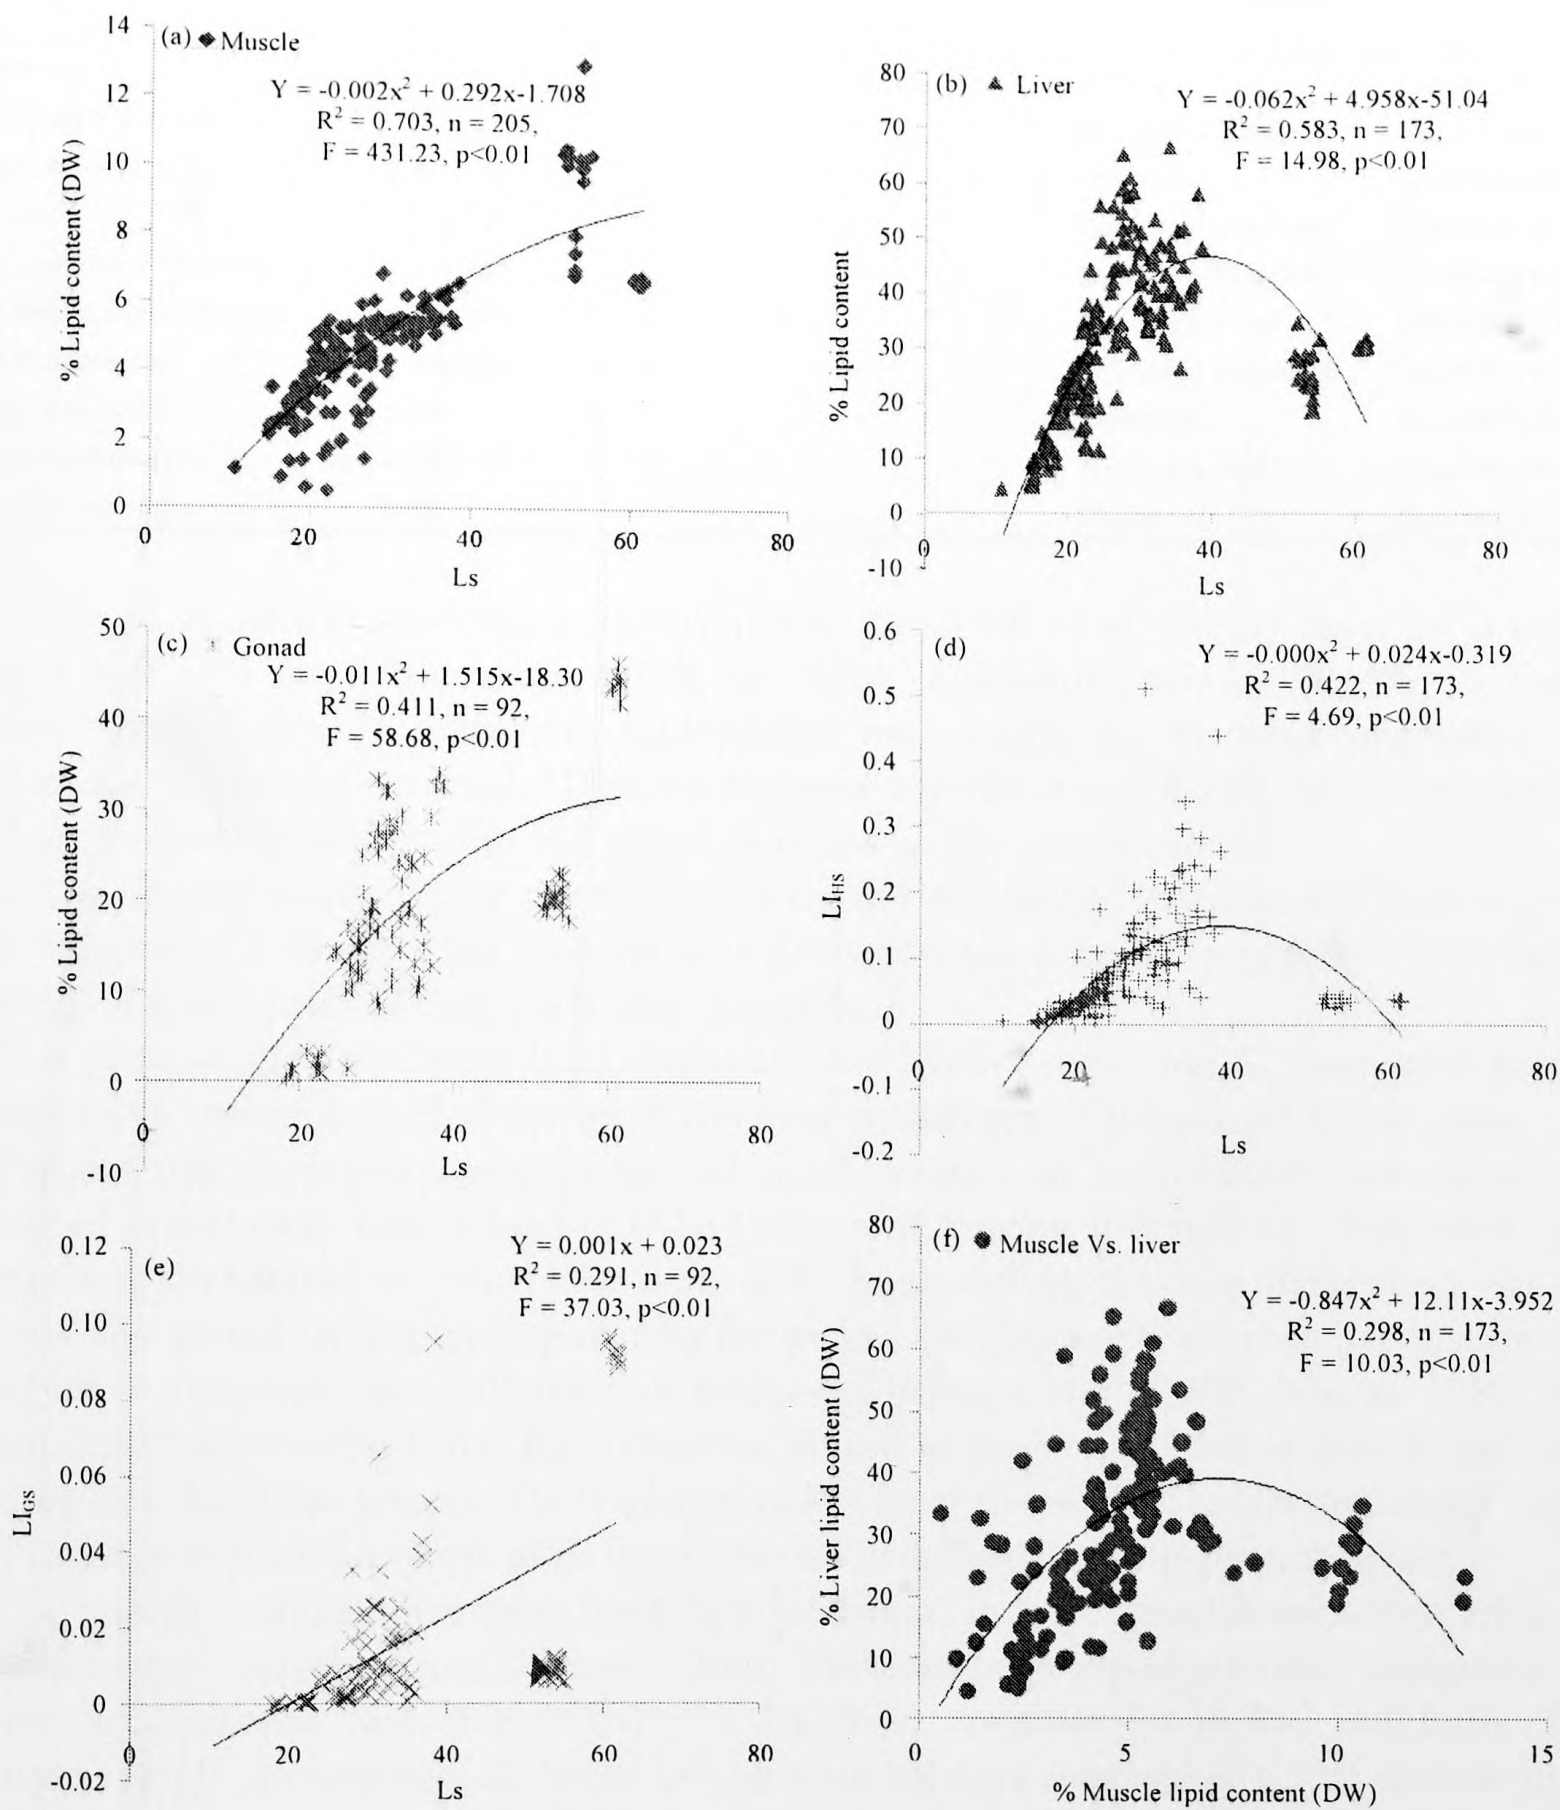 (a) Muscle
Y = -0.002x² + 0.292x-1.708
R² = 0.703, n = 205,
F = 431.23, p<0.01
% Lipid content (DW)
14
12
10
8
6
4
2
0
0 20 40 60 80
Ls
(b) Liver
Y = -0.062x² + 4.958x-51.04
R² = 0.583, n = 173,
F = 14.98, p<0.01
% Lipid content
80
70
60
50
40
30
20
10
0
-10
0 20 40 60 80
Ls
(c) Gonad
Y = -0.011x² + 1.515x-18.30
R² = 0.411, n = 92,
F = 58.68, p<0.01
% Lipid content (DW)
50
40
30
20
10
0
-10
0 20 40 60 80
Ls
(d)
Y = -0.000x² + 0.024x-0.319
R² = 0.422, n = 173,
F = 4.69, p<0.01
LI_HS
0.6
0.5
0.4
0.3
0.2
0.1
0
-0.1
-0.2
0 20 40 60 80
Ls
(e)
Y = 0.001x + 0.023
R² = 0.291, n = 92,
F = 37.03, p<0.01
LI_GS
0.12
0.10
0.08
0.06
0.04
0.02
0
-0.02
0 20 40 60 80
Ls
(f) Muscle Vs. liver
Y = -0.847x² + 12.11x-3.952
R² = 0.298, n = 173,
F = 10.03, p<0.01
% Liver lipid content (DW)
80
70
60
50
40
30
20
10
0
0 5 10 15
% Muscle lipid content (DW)